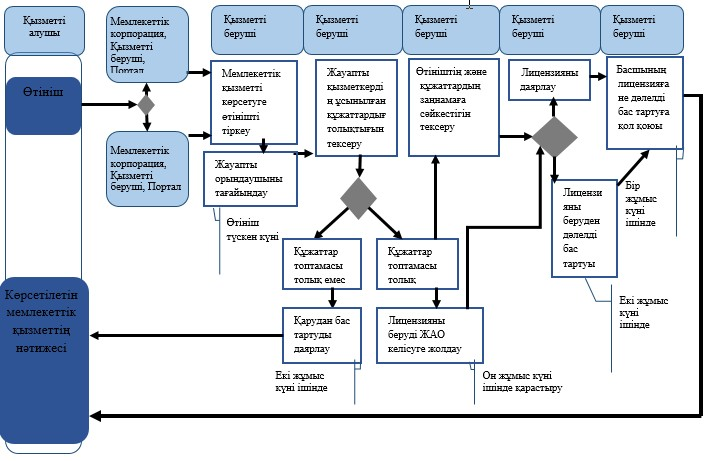 Қызметті
алушы
Мемлекеттік
корпорация,
Қызметті
беруші,
Портал
Қызметті
беруші
Қызметті
беруші
Қызметті
беруші
Қызметті
беруші
Қызметті
беруші
Өтініш
Мемлекеттік
корпорация,
Қызметті
беруші, Портал
Мемлекеттік
қызметті
көрсетуге
өтінішті
тіркеу
Жауапты
орындаушыны
тағайындау
Өтініш
түскен күні
Жауапты
қызметкерді
ң ұсынылған
құжаттардың
толықтығын
тексеру
Өтініштің және
құжаттардың
заңнамаға
сәйкестігін
тексеру
Лицензияны
даярлау
Басшының
лицензияға
не дәлелді
бас тартуға
қол қоюы
Лицензи
яны
беруден
дәлелді
бас
тартуы
Бір
жұмыс
күні
ішінде
Құжаттар
топтамасы
толық емес
Құжаттар
топтамасы
толық
Екі жұмыс
күні
ішінде
Көрсетілетін
мемлекеттік
қызметтің
нәтижесі
Қарудан бас
тартуды
даярлау
Лицензияны
беруді ЖАО
келісуге жолдау
Екі жұмыс
күні ішінде
Он жұмыс күні
ішінде қарастыру